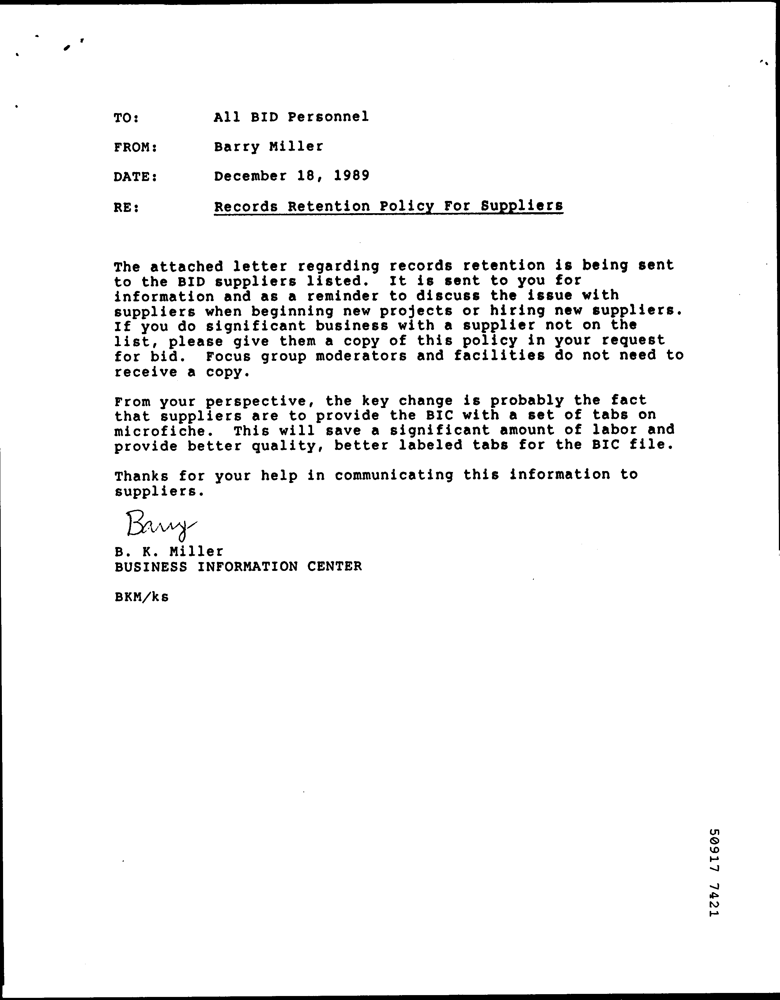 TO: All BID Personnel
FROM: Barry Miller
DATE: December 18, 1989
RE: Records Retention Policy For Suppliers
The attached letter regarding records retention is being sent
to the BID suppliers listed. It is sent to you for
information and as a reminder to discuss the issue with
suppliers when beginning new projects or hiring new suppliers.
If you do significant business with a supplier not on the
list, please give them a copy of this policy in your request
for bid. Focus group moderators and facilities do not need to
receive a copy.
From your perspective, the key change is probably the fact
that suppliers are to provide the BIC with a set of tabs on
microfiche. This will save a significant amount of labor and
provide better quality, better labeled tabs for the BIC file.
Thanks for your help in communicating this information to
suppliers.
Barry
B. K. Miller
BUSINESS INFORMATION CENTER
BKM/ks
50917 7421